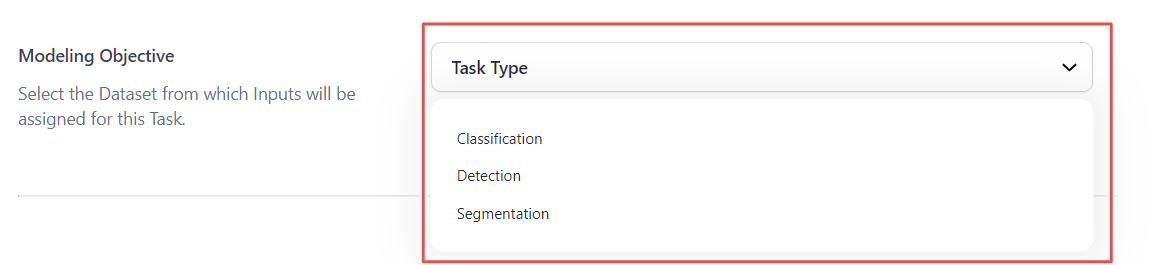 Modeling Objective
Select the Dataset from which Inputs will be
assigned for this Task.
Task Type
Classification
Detection
Segmentation